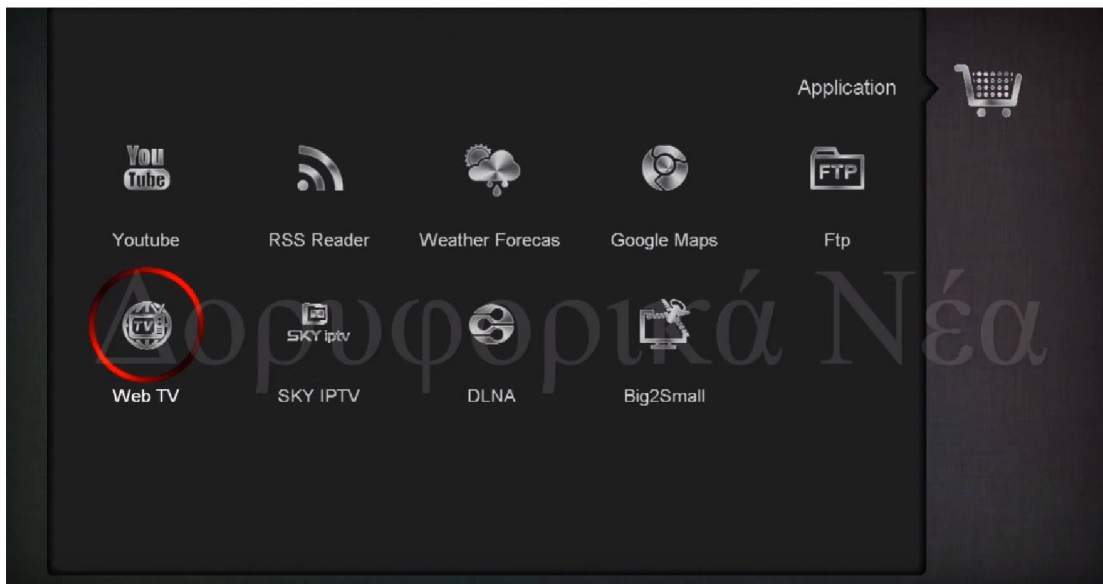 Application
You
Tube
FTP
Youtube
RSS Reader
Weather Forecas
Google Maps
Ftp
TV
SKY iptv
Δορυφορικά Νέα
Web TV
SKY IPTV
DLNA
Big2Small